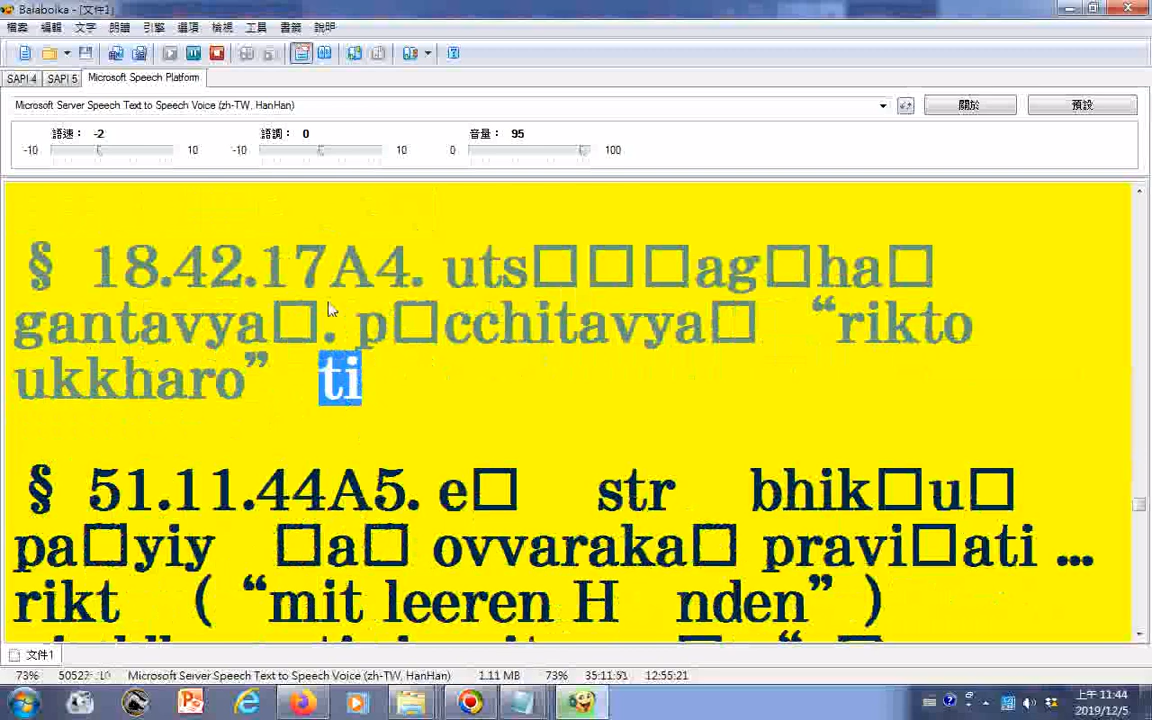 Balabolka - [文件1]
檔案 編輯 文字 朗讀 引擎 選項 檢視 工具 書籤 說明
SAPI 4 SAPI 5 Microsoft Speech Platform
Microsoft Server Speech Text to Speech Voice (zh-TW, HanHan) 關於 預設
語速: -2 語調: 0 音量: 95
-10 10 -10 10 0 100
§ 18.42.17A4. uts□□□ag□ha□
gantavya□. p□cchitavya□ “rikto
ukkharo” ti
§ 51.11.44A5. e□ str bhik□u□
pa□yiy □a□ ovvaraka□ pravi□ati ...
rikt (“mit leeren H nden”)
文件1
73% Microsoft Server Speech Text to Speech Voice (zh-TW, HanHan) 1.11 MB 73% 35:11:51 12:55:21
上午 11:44
2019/12/5